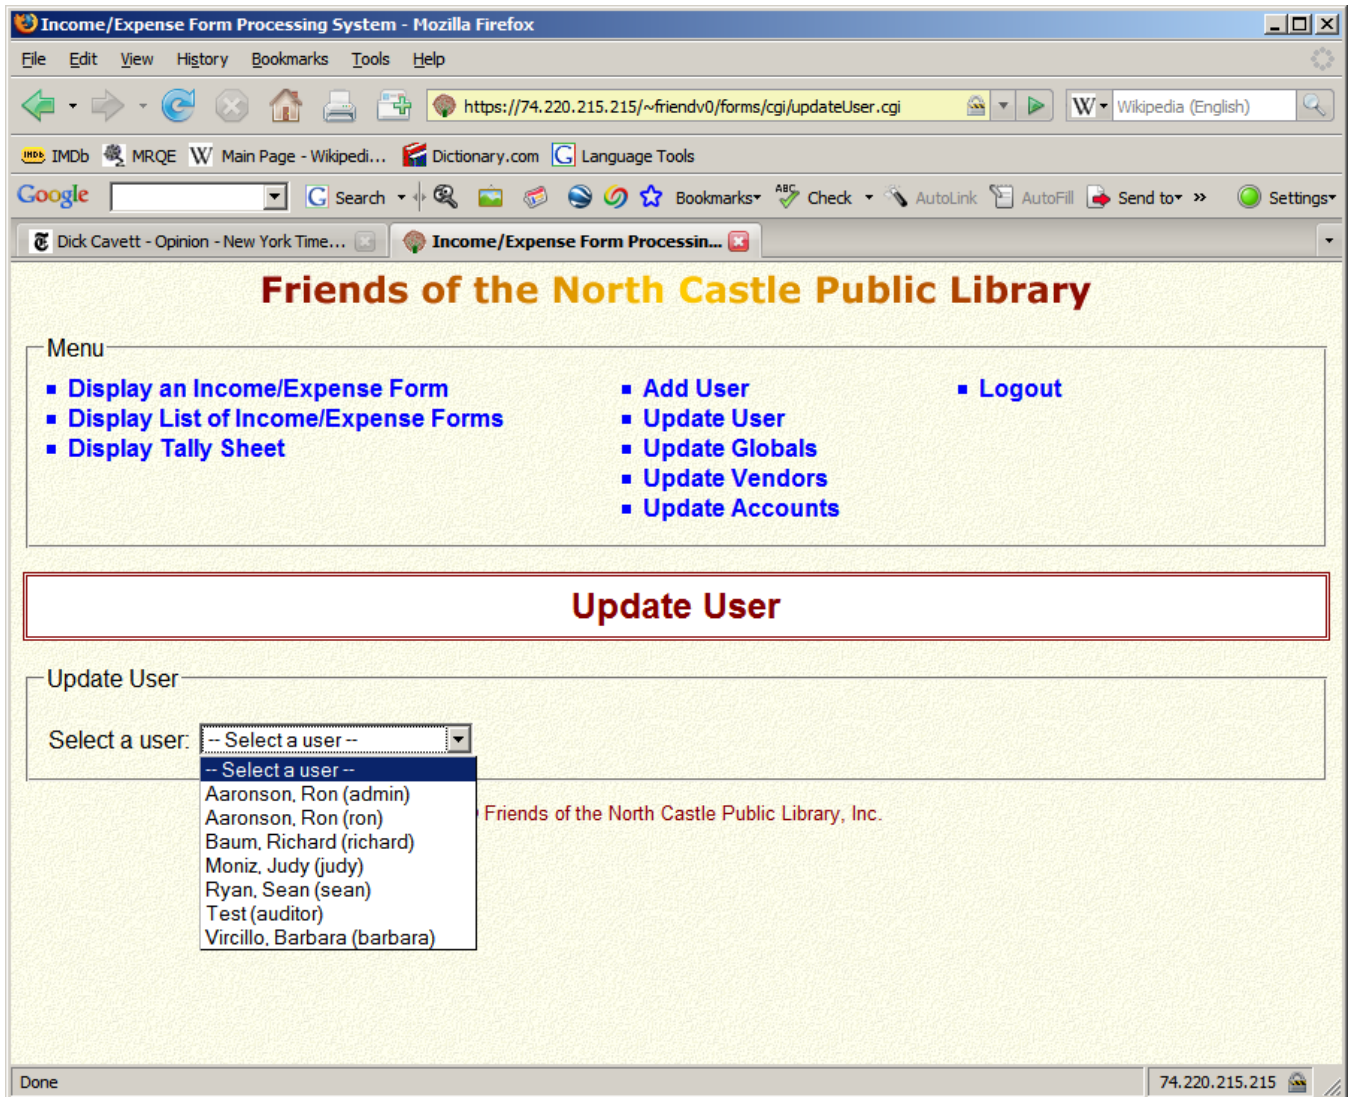 Income/Expense Form Processing System - Mozilla Firefox
File Edit View History Bookmarks Tools Help
https://74.220.215.215/~friendv0/forms/cgi/updateUser.cgi W Wikipedia (English)
IMDb IMDb MRQE W Main Page - Wikipedi... Dictionary.com G Language Tools
Google G Search ABC Check AutoLink AutoFill Send to » Settings
Bookmarks
Dick Cavett - Opinion - New York Time... Income/Expense Form Processin...
Friends of the North Castle Public Library
Menu
Display an Income/Expense Form Add User Logout
Display List of Income/Expense Forms Update User
Display Tally Sheet Update Globals
Update Vendors
Update Accounts
Update User
Update User
Select a user: -- Select a user --
-- Select a user --
Aaronson, Ron (admin)
Aaronson, Ron (ron)
Friends of the North Castle Public Library, Inc.
Baum, Richard (richard)
Moniz, Judy (judy)
Ryan, Sean (sean)
Test (auditor)
Vircillo, Barbara (barbara)
Done 74.220.215.215